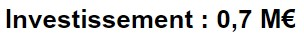 Investissement : 0,7 M€